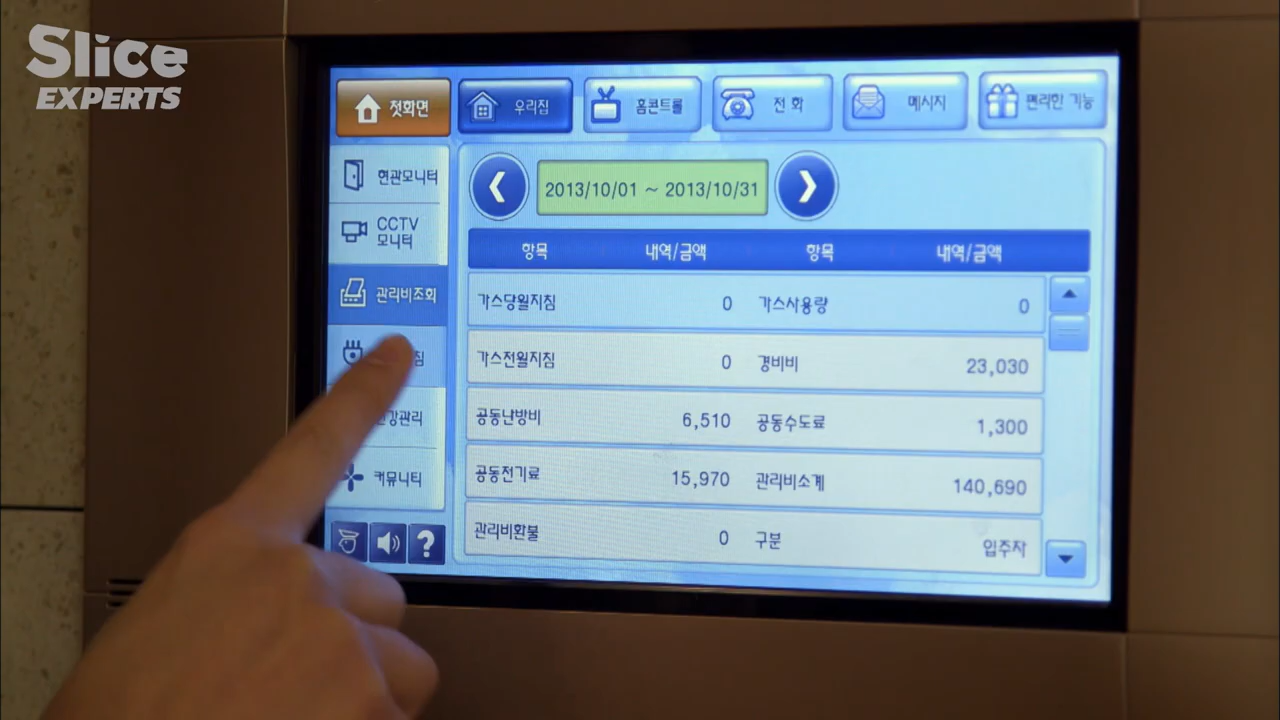 Slice
EXPERTS
첫화면
우리집
홈콘트롤
전화
메시지
편리한 기능
현관모니터
CCTV
모니터
관리비조회
침
강관리
커뮤니티
?
2013/10/01 ~ 2013/10/31
항목 내역/금액 항목 내역/금액
가스당월지침 0 가스사용량 0
가스전월지침 0 경비비 23,030
공동난방비 6,510 공동수도료 1,300
공동전기료 15,970 관리비소계 140,690
관리비환불 0 구분 입주자